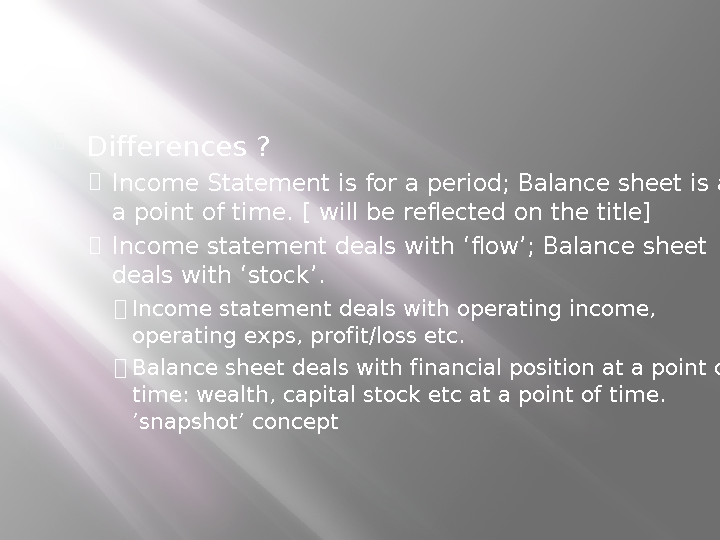 Differences ?
Income Statement is for a period; Balance sheet is
a point of time. [ will be reflected on the title]
Income statement deals with ‘flow’; Balance sheet
deals with ‘stock’.
Income statement deals with operating income,
operating exps, profit/loss etc.
Balance sheet deals with financial position at a point
time: wealth, capital stock etc at a point of time.
’snapshot’ concept